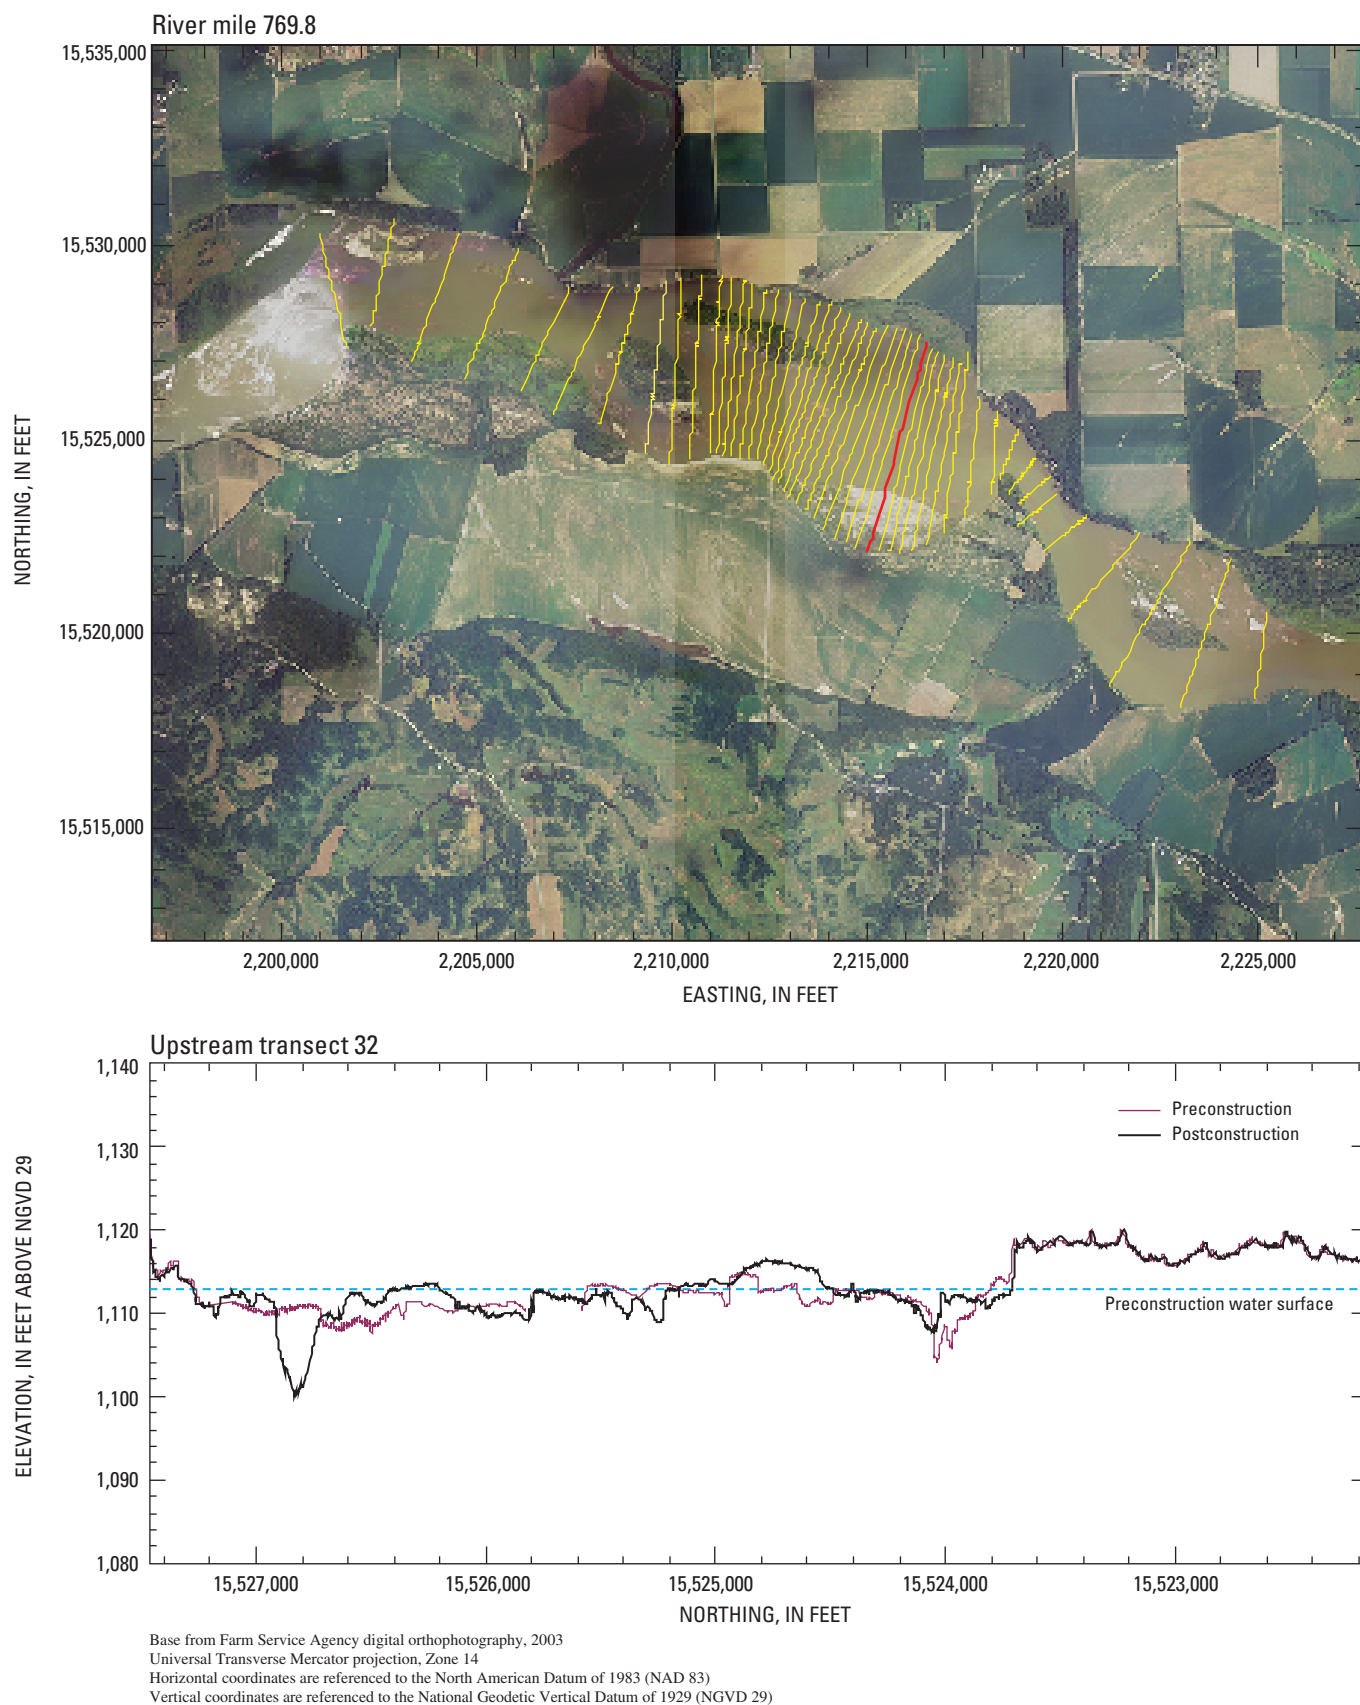 River mile 769.8
15,535,000
15,530,000
15,525,000
15,520,000
15,515,000
NORTHING, IN FEET
2,200,000 2,205,000 2,210,000 2,215,000 2,220,000 2,225,000
EASTING, IN FEET
Upstream transect 32
1,140
1,130
1,120
1,110
1,100
1,090
1,080
ELEVATION, IN FEET ABOVE NGVD 29
Preconstruction
Postconstruction
Preconstruction water surface
15,527,000 15,526,000 15,525,000 15,524,000 15,523,000
NORTHING, IN FEET
Base from Farm Service Agency digital orthophotography, 2003
Universal Transverse Mercator projection, Zone 14
Horizontal coordinates are referenced to the North American Datum of 1983 (NAD 83)
Vertical coordinates are referenced to the National Geodetic Vertical Datum of 1929 (NGVD 29)